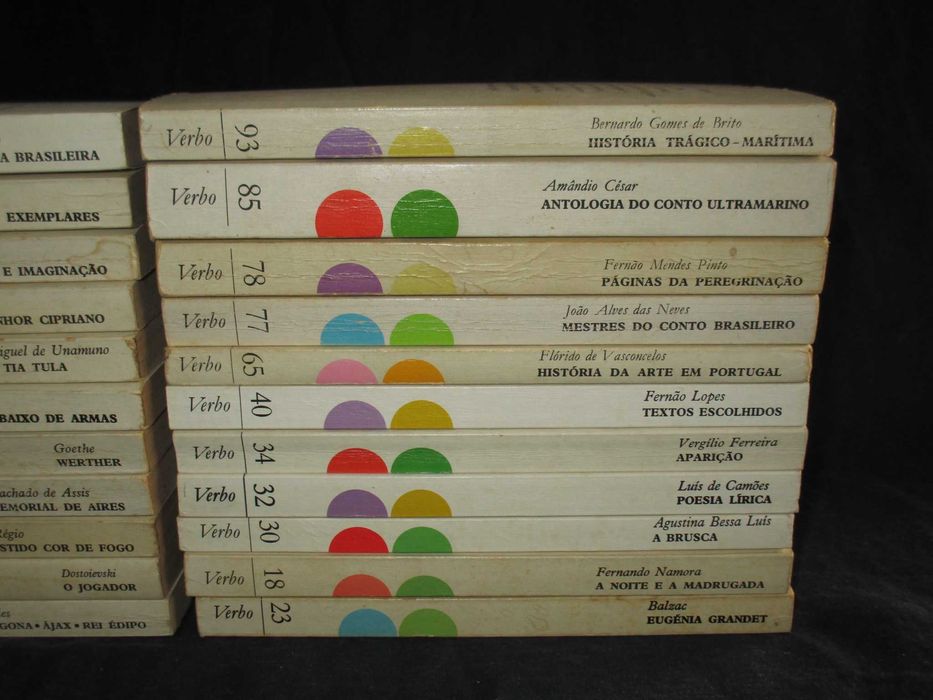 A BRASILEIRA
EXEMPLARES
E IMAGINAÇÃO
NHOR CIPRIANO
iguel de Unamuno
TIA TULA
BAIXO DE ARMAS
Goethe
WERTHER
achado de Assis
EMORIAL DE AIRES
Régio
STIDO COR DE FOGO
Dostoievski
O JOGADOR
es
GONA • ÁJAX • REI ÉDIPO
Verbo 93
Bernardo Gomes de Brito
HISTÓRIA TRÁGICO-MARÍTIMA
Verbo 85
Amândio César
ANTOLOGIA DO CONTO ULTRAMARINO
Verbo 78
Fernão Mendes Pinto
PÁGINAS DA PEREGRINAÇÃO
Verbo 77
João Alves das Neves
MESTRES DO CONTO BRASILEIRO
Verbo 65
Flórido de Vasconcelos
HISTÓRIA DA ARTE EM PORTUGAL
Verbo 40
Fernão Lopes
TEXTOS ESCOLHIDOS
Verbo 34
Vergílio Ferreira
APARIÇÃO
Verbo 32
Luís de Camões
POESIA LÍRICA
Verbo 30
Agustina Bessa Luís
A BRUSCA
Verbo 18
Fernando Namora
A NOITE E A MADRUGADA
Verbo 23
Balzac
EUGÉNIA GRANDET